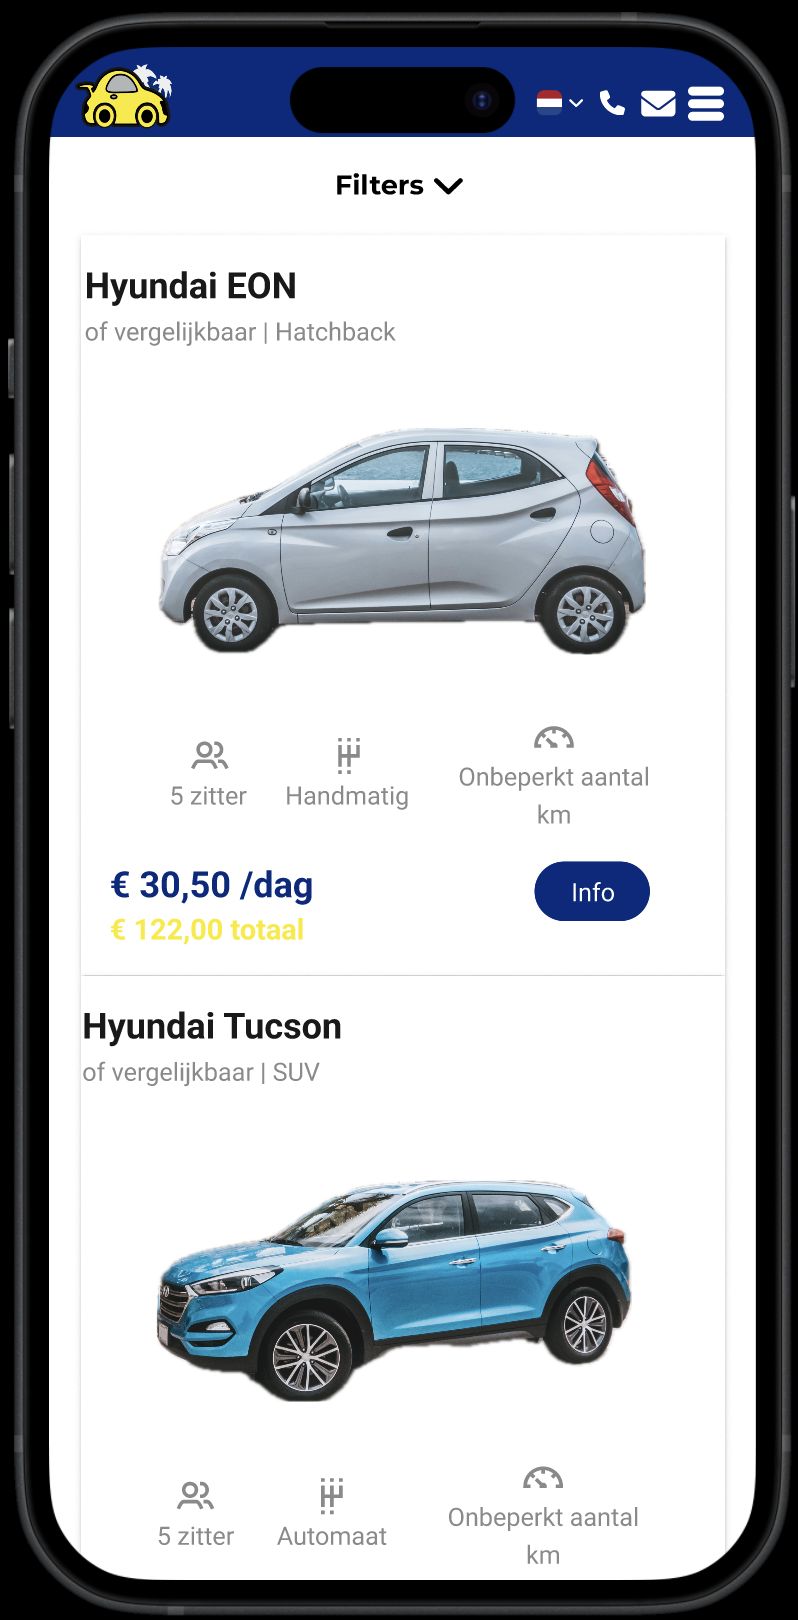 Filters
Hyundai EON
of vergelijkbaar | Hatchback
5 zitter
Handmatig
Onbeperkt aantal
km
€ 30,50 /dag
Info
€ 122,00 totaal
Hyundai Tucson
of vergelijkbaar | SUV
5 zitter
Automaat
Onbeperkt aantal
km